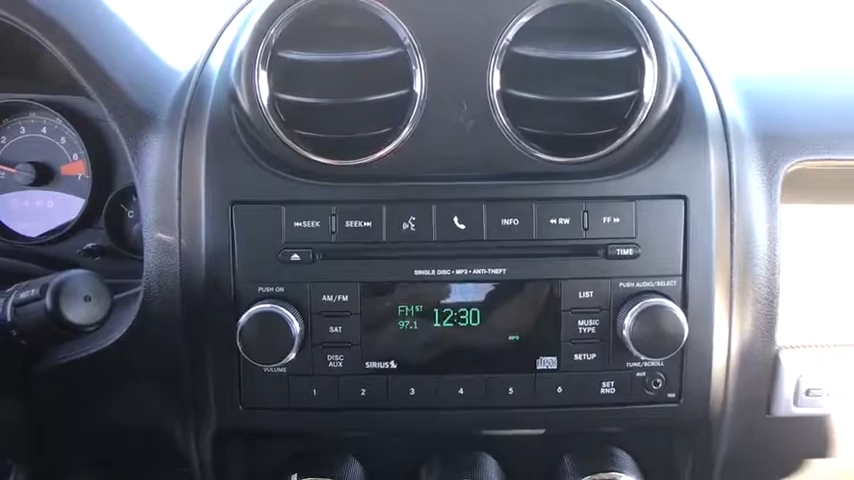 SEEK SEEK INFO RW FF
TIME
SINGLE DISC • MP3 • ANTI-THEFT
PUSH ON PUSH AUDIO/SELECT
AM/FM LIST
FM ST 12:30
97.1
SAT MUSIC
TYPE
MP3
DISC
AUX
SIRIUS SETUP
VOLUME TUNE/SCROLL
1 2 3 4 5 6 SET
RND
AUX